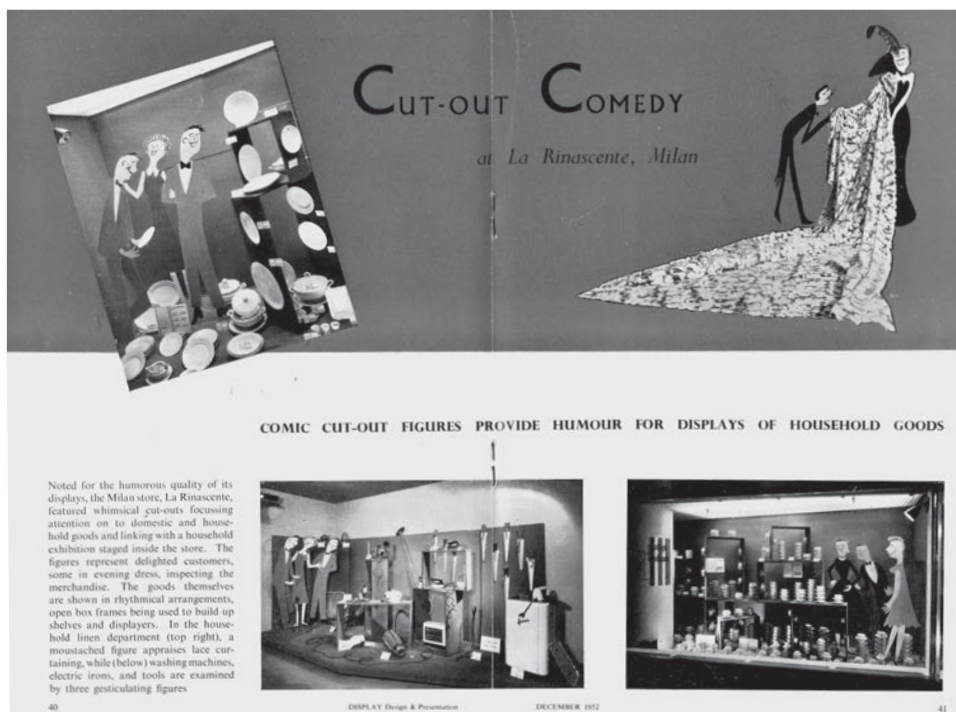 CUT-OUT COMEDY
at La Rinascente, Milan
COMIC CUT-OUT FIGURES PROVIDE HUMOUR FOR DISPLAYS OF HOUSEHOLD GOODS
Noted for the humorous quality of its
displays, the Milan store, La Rinascente,
featured whimsical cut-outs focussing
attention on to domestic and house-
hold goods and linking with a household
exhibition staged inside the store. The
figures represent delighted customers,
some in evening dress, inspecting the
merchandise. The goods themselves
are shown in rhythmical arrangements,
open box frames being used to build up
shelves and displayers. In the house-
hold linen department (top right), a
moustached figure appraises lace cur-
taining, while (below) washing machines,
electric irons, and tools are examined
by three gesticulating figures
40
DISPLAY Design & Presentation
DECEMBER 1952
41